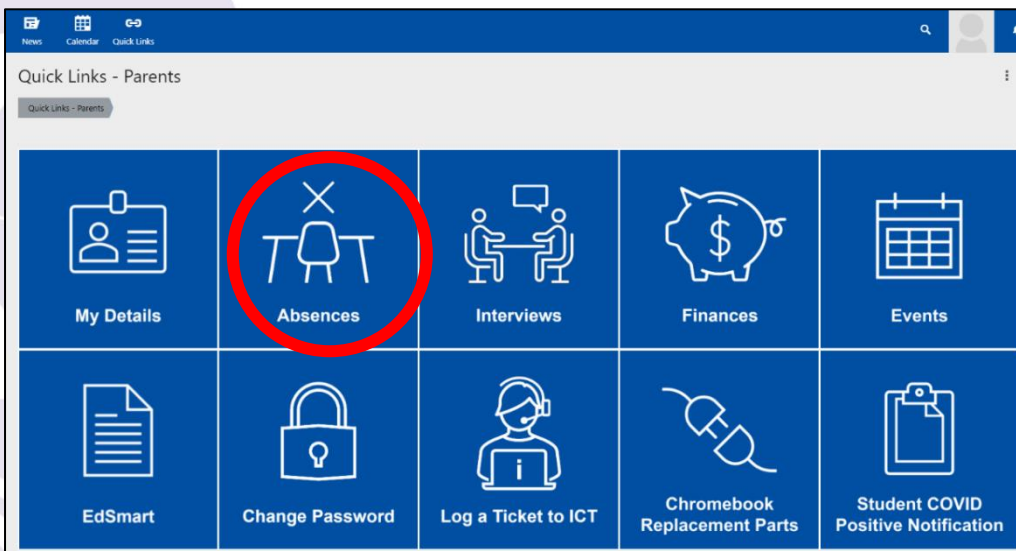 News Calendar Quick Links
Quick Links - Parents
Quick Links - Parents
$
My Details Absences Interviews Finances Events
i
EdSmart Change Password Log a Ticket to ICT Chromebook
Replacement Parts Student COVID
Positive Notification